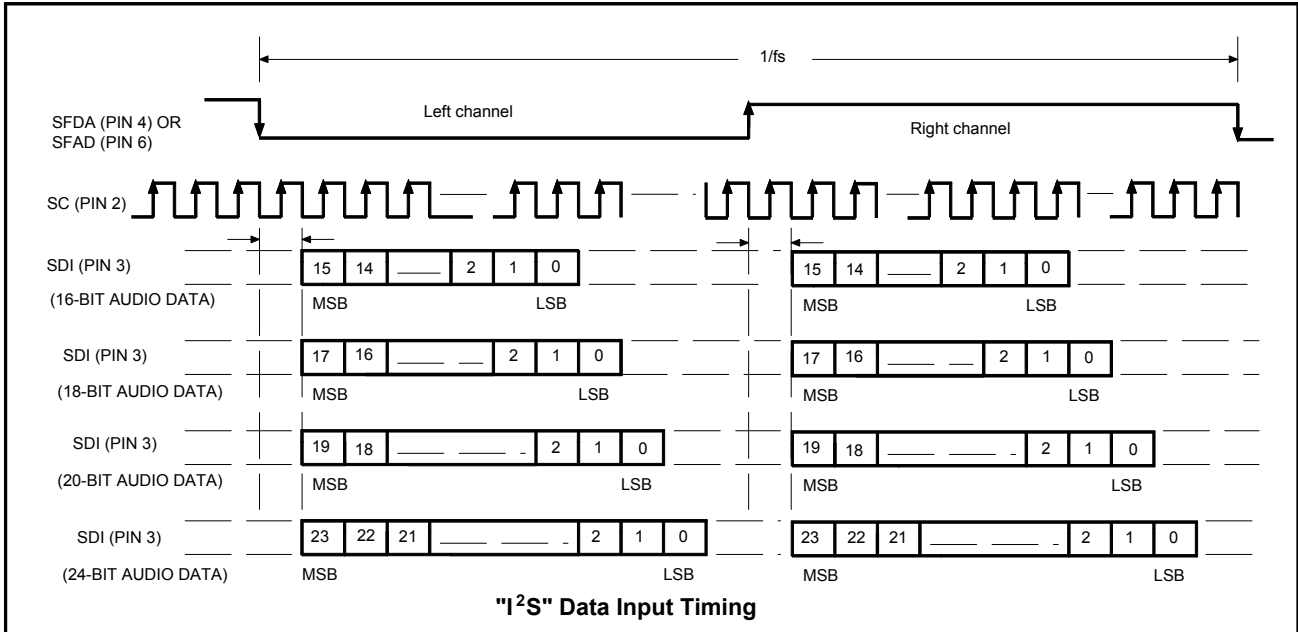 1/fs
Left channel
Right channel
SFDA (PIN 4) OR
SFAD (PIN 6)
SC (PIN 2)
SDI (PIN 3)
15 14 2 1 0 15 14 2 1 0
(16-BIT AUDIO DATA)
MSB LSB MSB LSB
SDI (PIN 3)
17 16 2 1 0 17 16 2 1 0
(18-BIT AUDIO DATA)
MSB LSB MSB LSB
SDI (PIN 3)
19 18 2 1 0 19 18 2 1 0
(20-BIT AUDIO DATA)
MSB LSB MSB LSB
SDI (PIN 3)
23 22 21 2 1 0 23 22 21 2 1 0
(24-BIT AUDIO DATA)
MSB LSB MSB LSB
"I²S" Data Input Timing